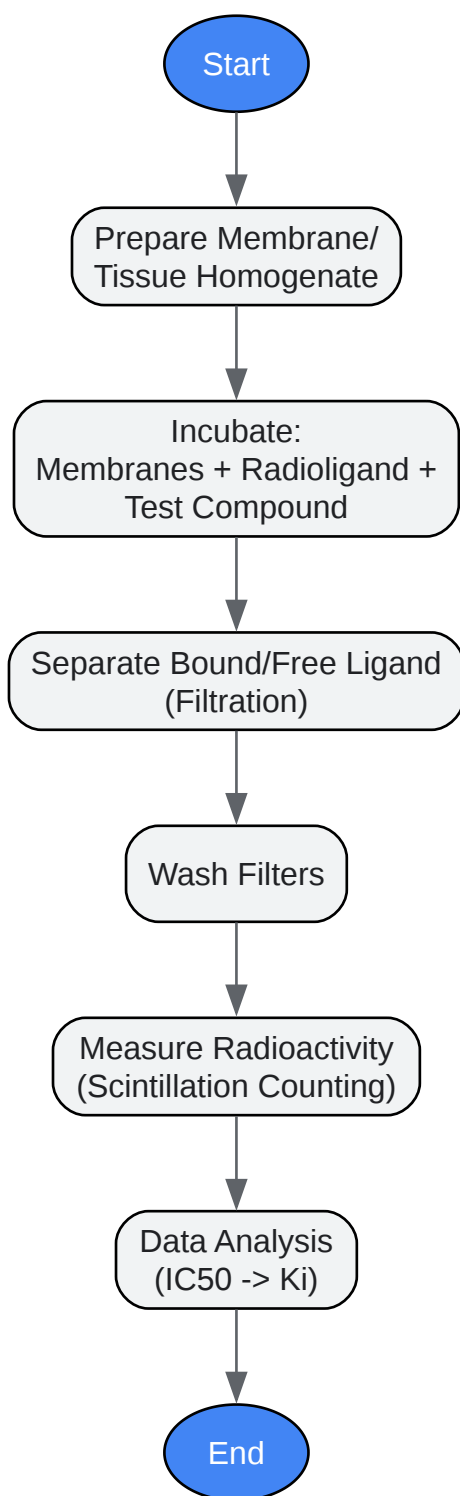 Start
Prepare Membrane/
Tissue Homogenate
Incubate:
Membranes + Radioligand +
Test Compound
Separate Bound/Free Ligand
(Filtration)
Wash Filters
Measure Radioactivity
(Scintillation Counting)
Data Analysis
(IC50 -> Ki)
End